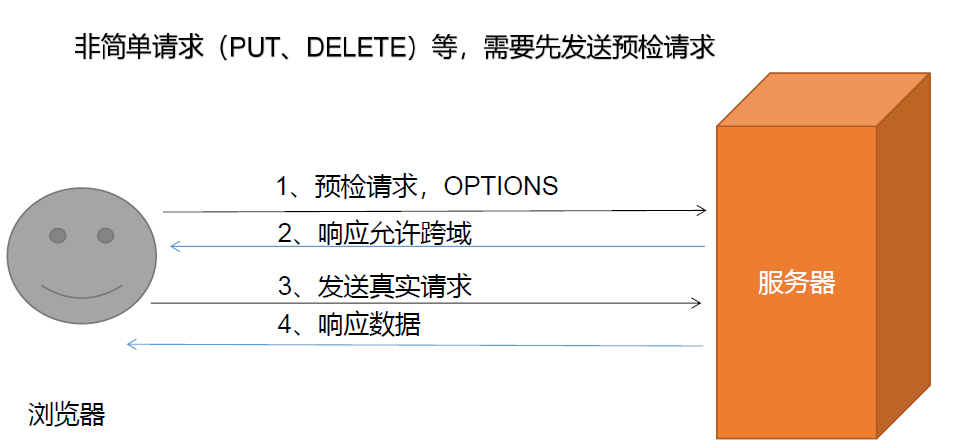 非简单请求（PUT、DELETE）等，需要先发送预检请求
1、预检请求，OPTIONS
2、响应允许跨域
3、发送真实请求
服务器
4、响应数据
浏览器